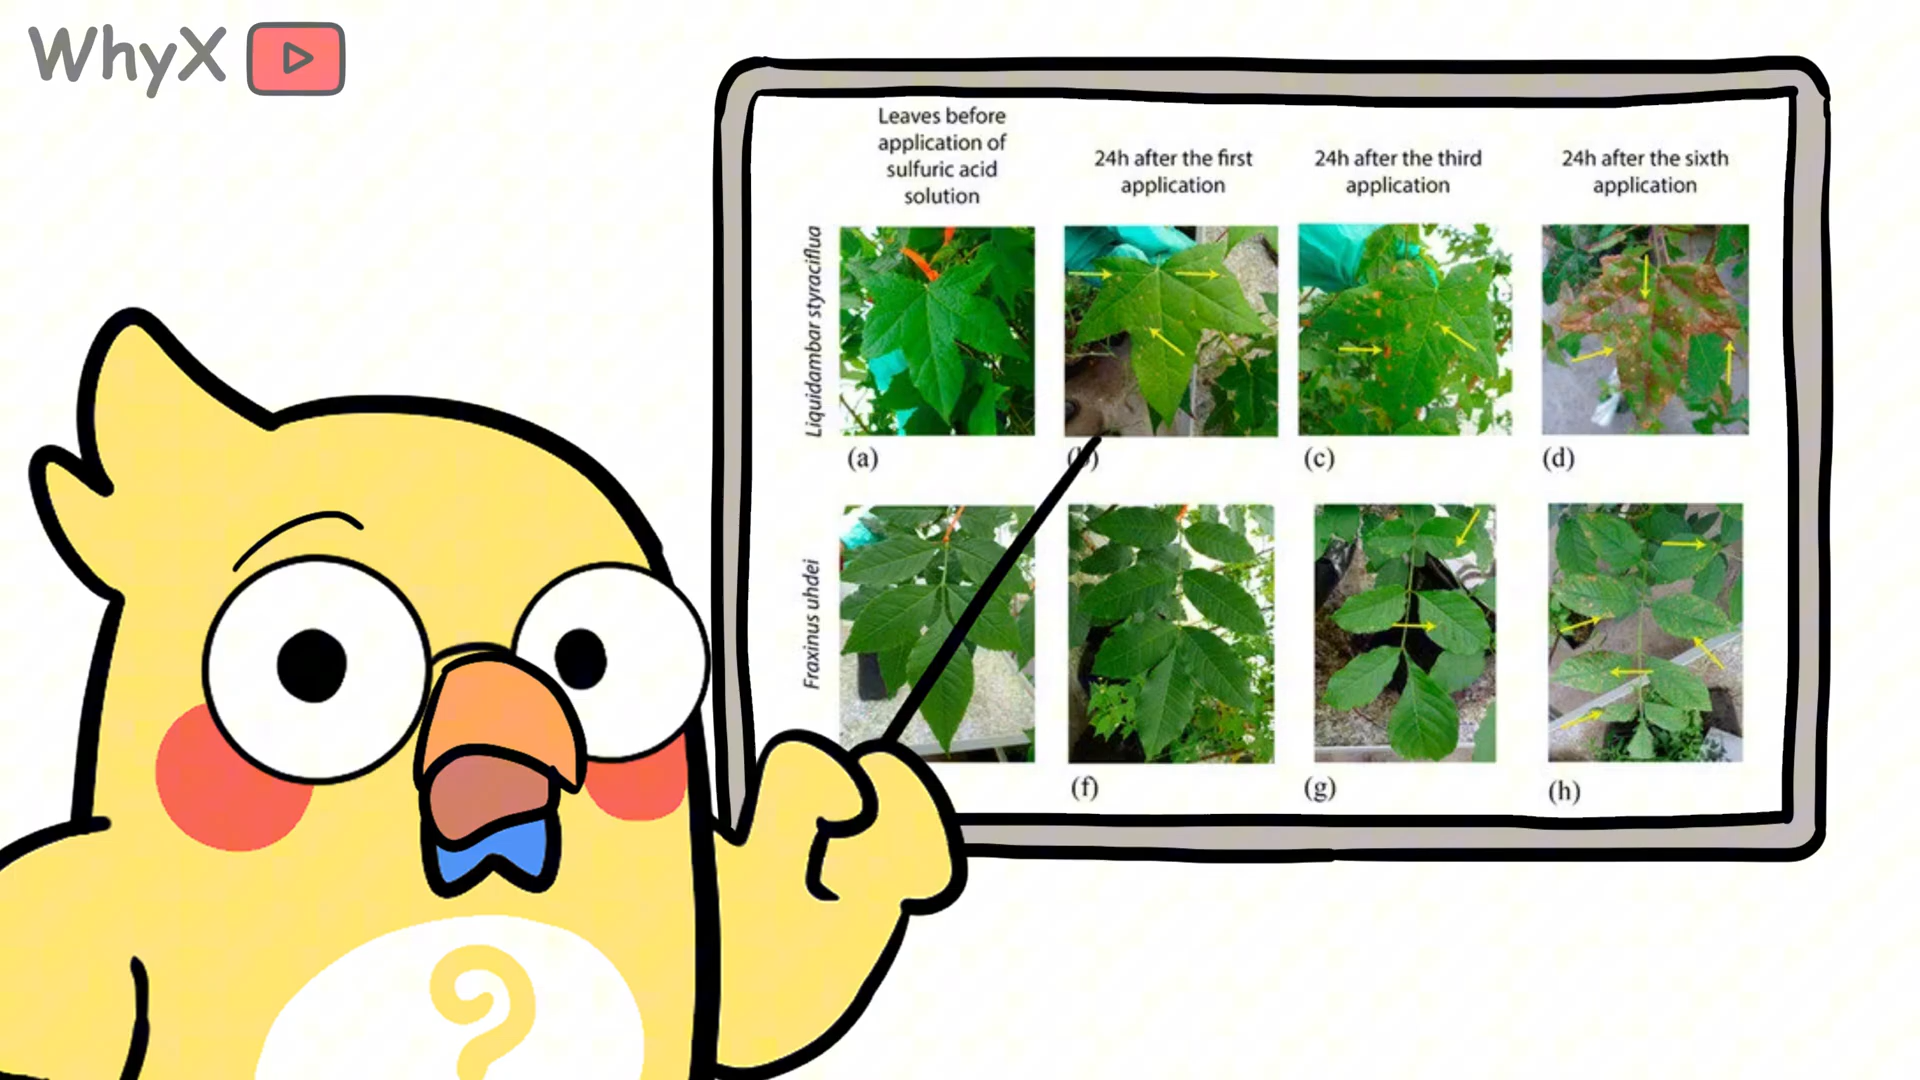 WhyX
Leaves before
application of
sulfuric acid
solution
24h after the first
application
24h after the third
application
24h after the sixth
application
Liquidambar styraciflua
(a)
(b)
(c)
(d)
Fraxinus uhdei
(f)
(g)
(h)
?